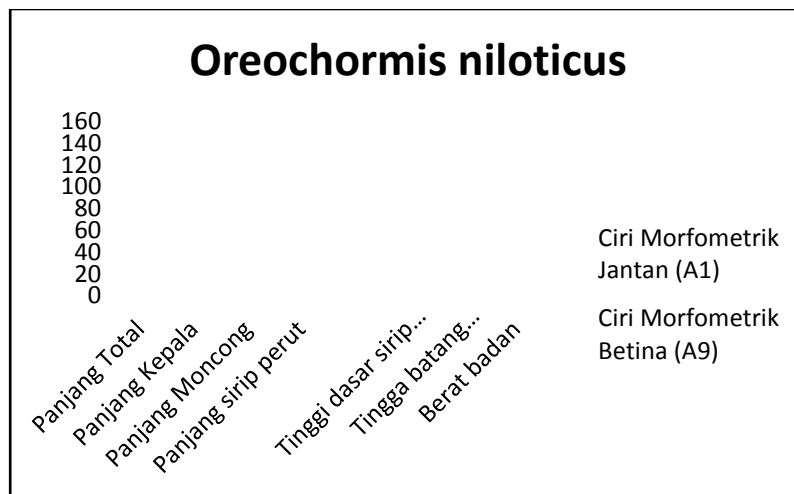 Oreochormis niloticus
160
140
120
100
80
60
40
20
0
Panjang Total
Panjang Kepala
Panjang Moncong
Panjang sirip perut
Tinggi dasar sirip...
Tingga batang...
Berat badan
Ciri Morfometrik
Jantan (A1)
Ciri Morfometrik
Betina (A9)